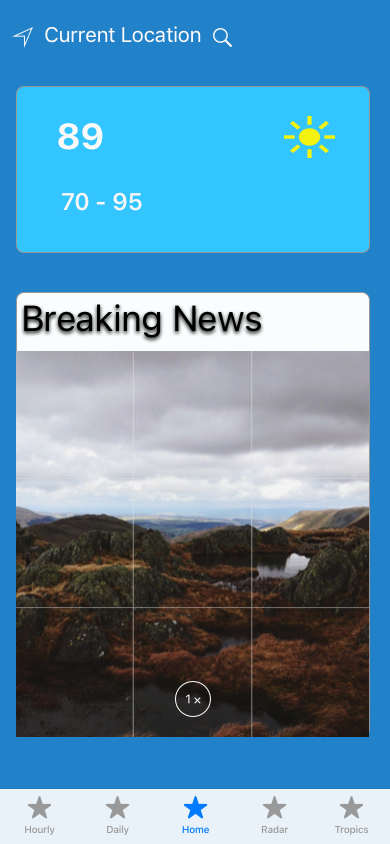 Current Location
89
70 - 95
Breaking News
1×
Hourly
Daily
Home
Radar
Tropics